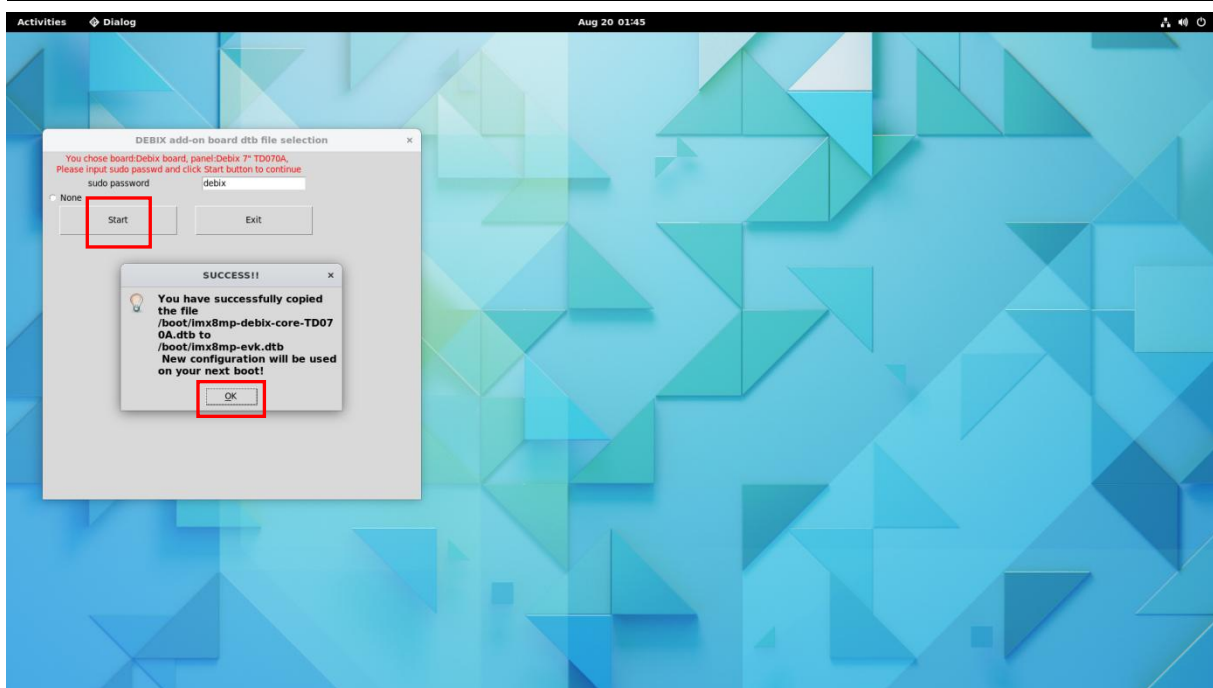 Activities Dialog Aug 20 01:45
DEBIX add-on board dtb file selection ×
You chose board:Debix board, panel:Debix 7" TD070A,
Please input sudo passwd and click Start button to continue
sudo password debix
None
Start Exit
SUCCESS!! ×
You have successfully copied
the file
/boot/imx8mp-debix-core-TD07
0A.dtb to
/boot/imx8mp-evk.dtb
New configuration will be used
on your next boot!
OK